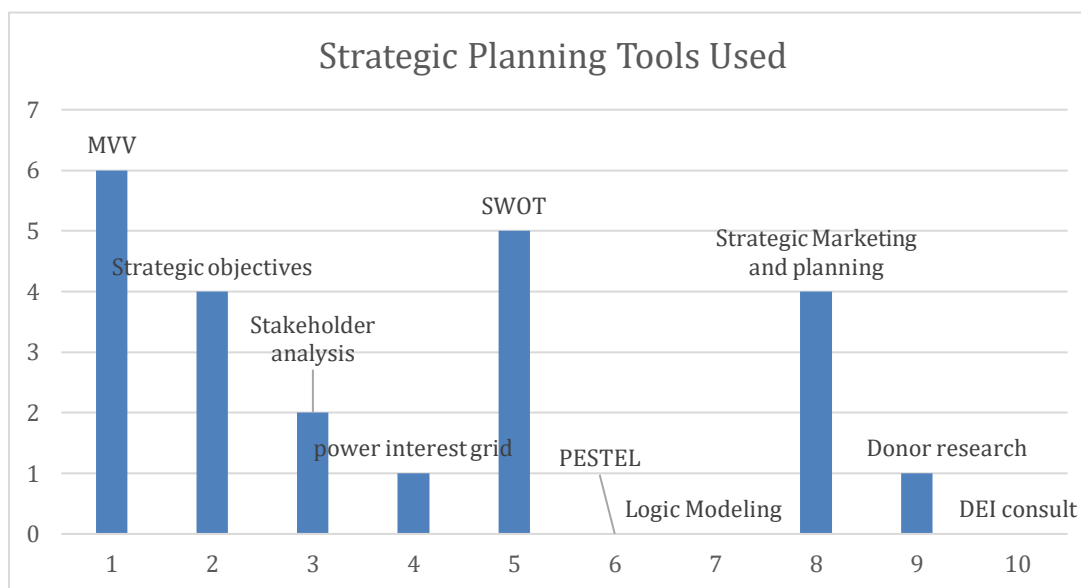 Strategic Planning Tools Used
7
6
5
4
3
2
1
0
MVV
Strategic objectives
Stakeholder
analysis
power interest grid
SWOT
PESTEL
Logic Modeling
Strategic Marketing
and planning
Donor research
DEI consult
1 2 3 4 5 6 7 8 9 10